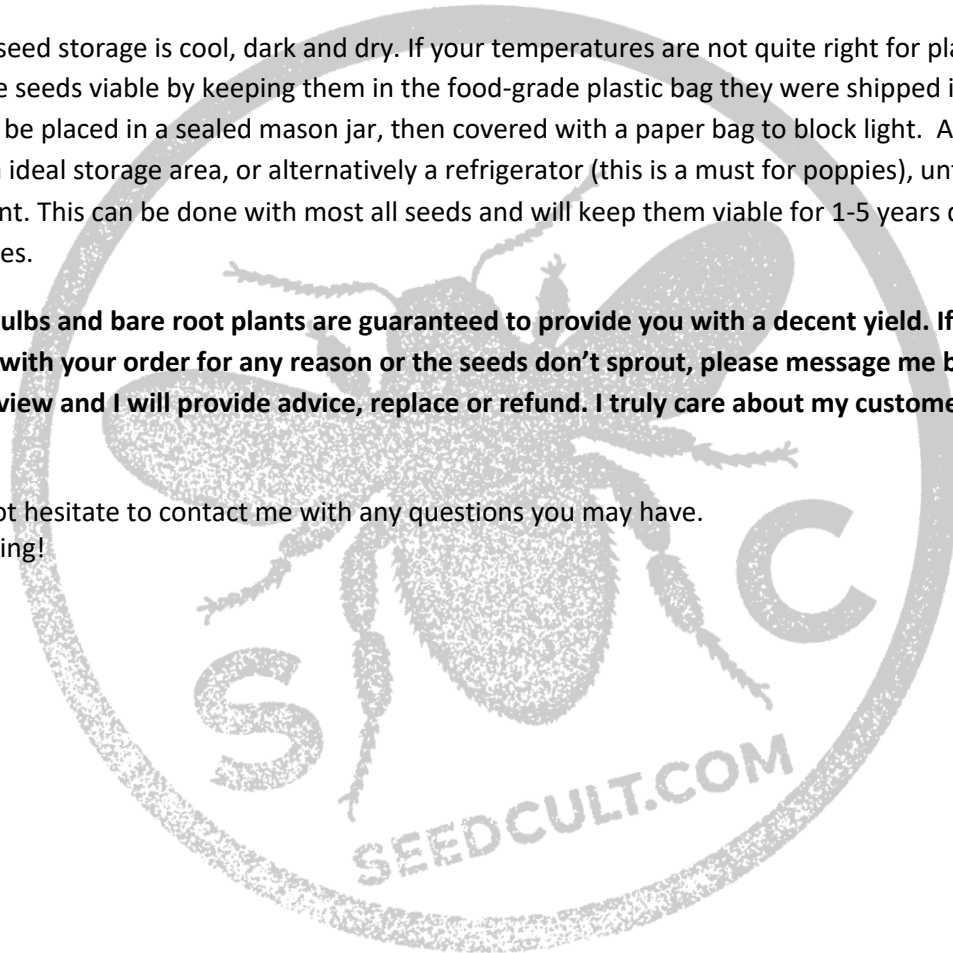 seed storage is cool, dark and dry. If your temperatures are not quite right for pla
e seeds viable by keeping them in the food-grade plastic bag they were shipped i
be placed in a sealed mason jar, then covered with a paper bag to block light. A
ideal storage area, or alternatively a refrigerator (this is a must for poppies), un
nt. This can be done with most all seeds and will keep them viable for 1-5 years
es.
ulbs and bare root plants are guaranteed to provide you with a decent yield. If
with your order for any reason or the seeds don’t sprout, please message me b
view and I will provide advice, replace or refund. I truly care about my custome
ot hesitate to contact me with any questions you may have.
ing!
S C
SEEDCULT.COM